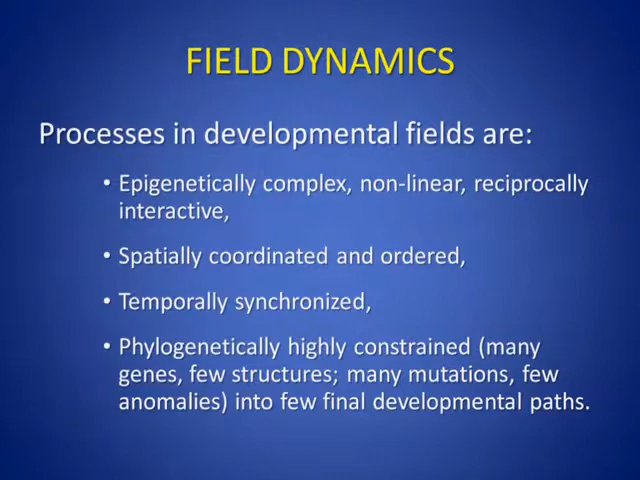 FIELD DYNAMICS
Processes in developmental fields are:
• Epigenetically complex, non-linear, reciprocally
interactive,
• Spatially coordinated and ordered,
• Temporally synchronized,
• Phylogenetically highly constrained (many
genes, few structures; many mutations, few
anomalies) into few final developmental paths.